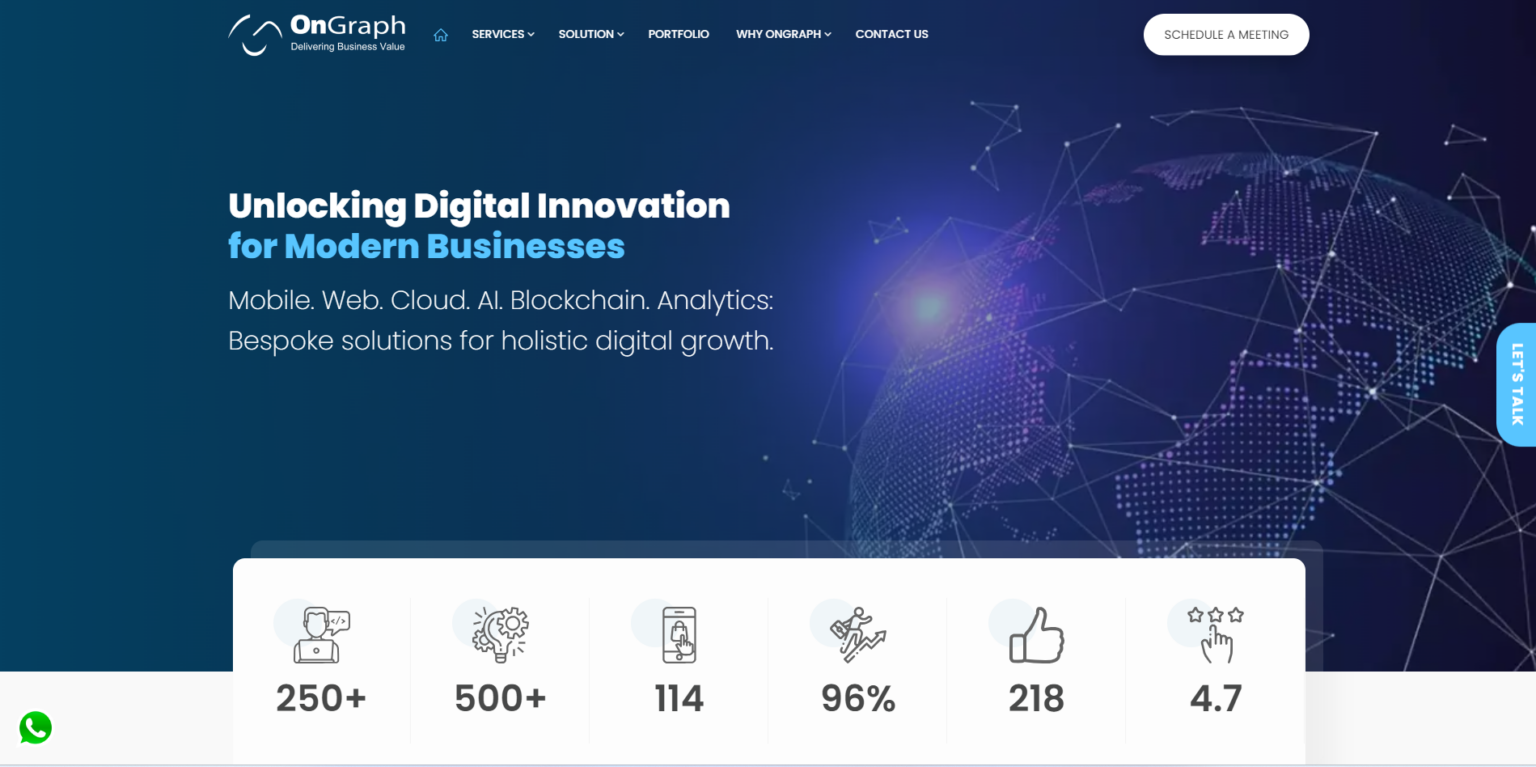 OnGraph
Delivering Business Value
SERVICES
SOLUTION
PORTFOLIO
WHY ONGRAPH
CONTACT US
SCHEDULE A MEETING
Unlocking Digital Innovation
for Modern Businesses
Mobile. Web. Cloud. AI. Blockchain. Analytics:
Bespoke solutions for holistic digital growth.
LET'S TALK
</>
250+
500+
114
96%
218
4.7